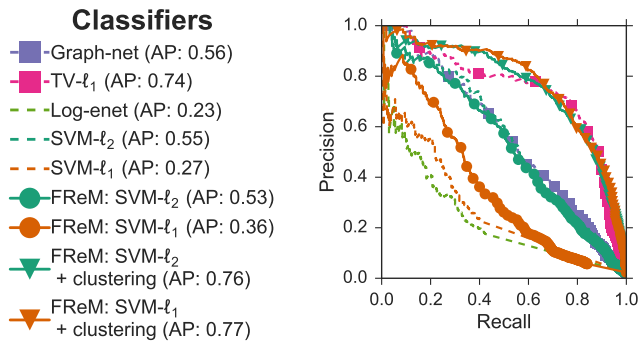 Classifiers
Graph-net (AP: 0.56)
TV-ℓ₁ (AP: 0.74)
Log-enet (AP: 0.23)
SVM-ℓ₂ (AP: 0.55)
SVM-ℓ₁ (AP: 0.27)
FReM: SVM-ℓ₂ (AP: 0.53)
FReM: SVM-ℓ₁ (AP: 0.36)
FReM: SVM-ℓ₂
+ clustering (AP: 0.76)
FReM: SVM-ℓ₁
+ clustering (AP: 0.77)
Precision
1.0
0.8
0.6
0.4
0.2
0.0
0.0 0.2 0.4 0.6 0.8 1.0
Recall